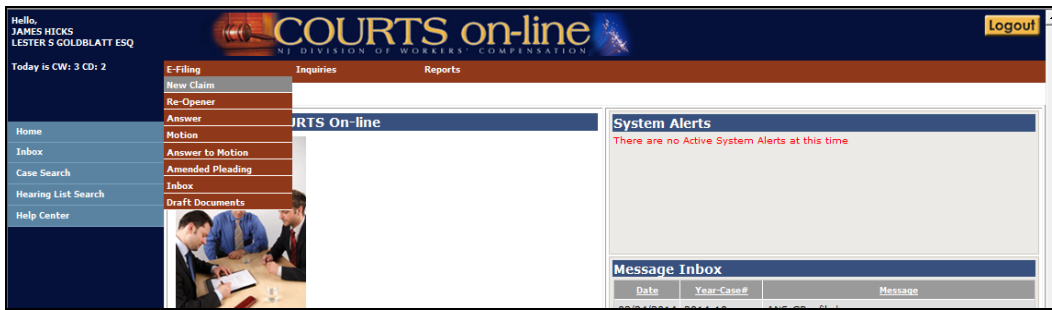 Hello,
JAMES HICKS
LESTER S GOLDBLATT ESQ
COURTS on-line
NJ DIVISION OF WORKERS' COMPENSATION
Logout
Today is CW: 3 CD: 2
E-Filing Inquiries Reports
New Claim
Re-Opener
Answer
Motion
Answer to Motion
Amended Pleading
Inbox
Draft Documents
Home
Inbox
Case Search
Hearing List Search
Help Center
URTS On-line
System Alerts
There are no Active System Alerts at this time
Message Inbox
Date Year-Case# Message